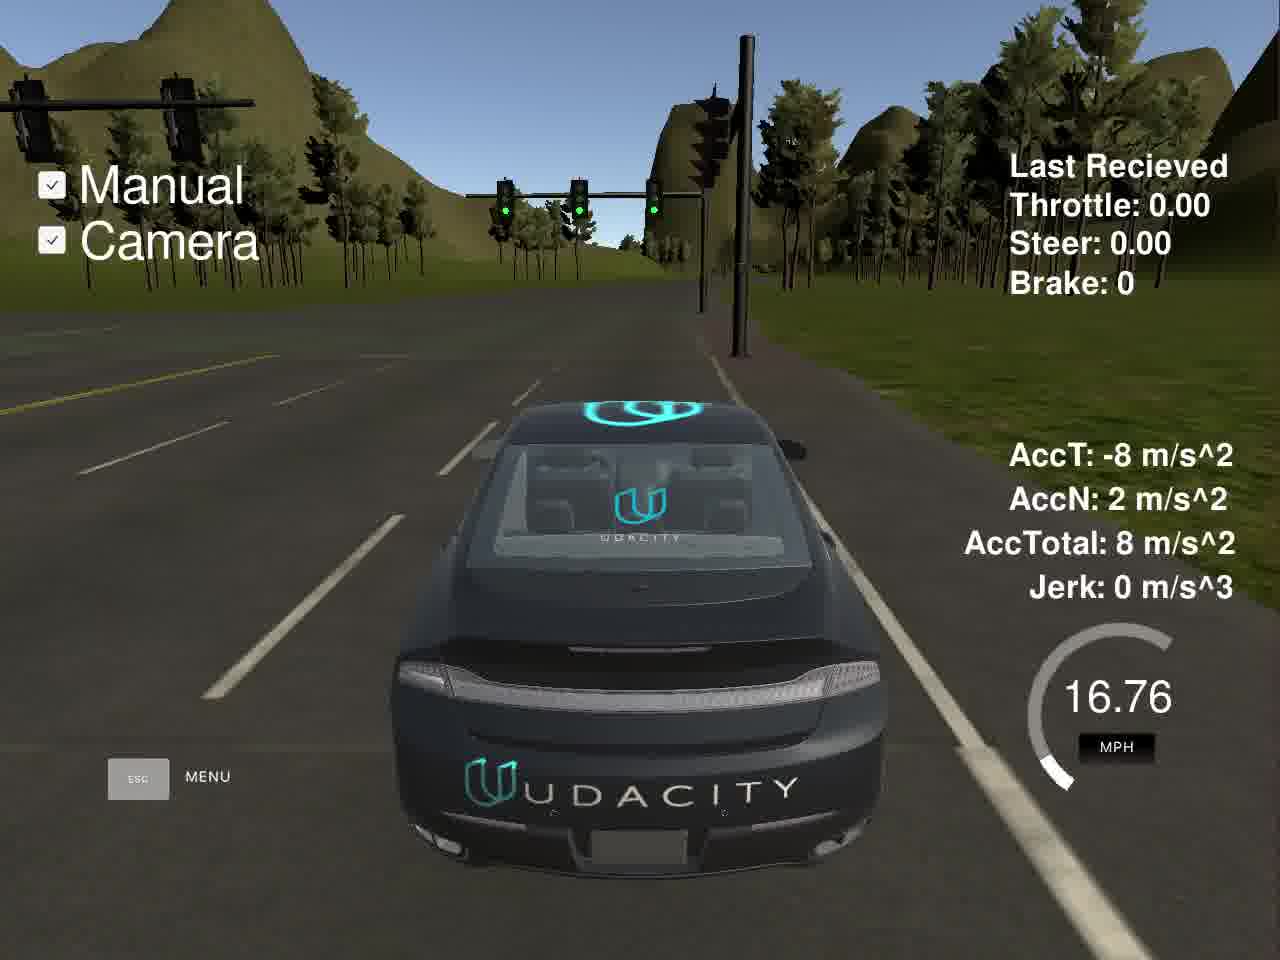 Manual
Camera
Last Recieved
Throttle: 0.00
Steer: 0.00
Brake: 0
AccT: -8 m/s^2
AccN: 2 m/s^2
AccTotal: 8 m/s^2
Jerk: 0 m/s^3
UDACITY
16.76
MPH
ESC MENU
UDACITY